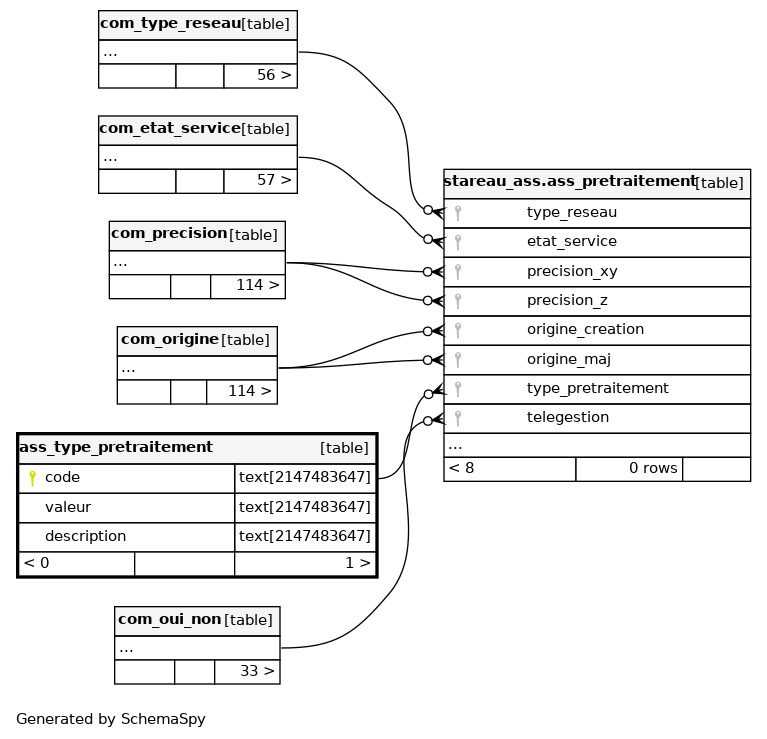 com_type_reseau [table]
...
56 >
com_etat_service [table]
...
57 >
com_precision [table]
...
114 >
com_origine [table]
...
114 >
ass_type_pretraitement [table]
code text[2147483647]
valeur text[2147483647]
description text[2147483647]
< 0 1 >
com_oui_non [table]
...
33 >
stareau_ass.ass_pretraitement [table]
type_reseau
etat_service
precision_xy
precision_z
origine_creation
origine_maj
type_pretraitement
telegestion
...
< 8 0 rows
Generated by SchemaSpy